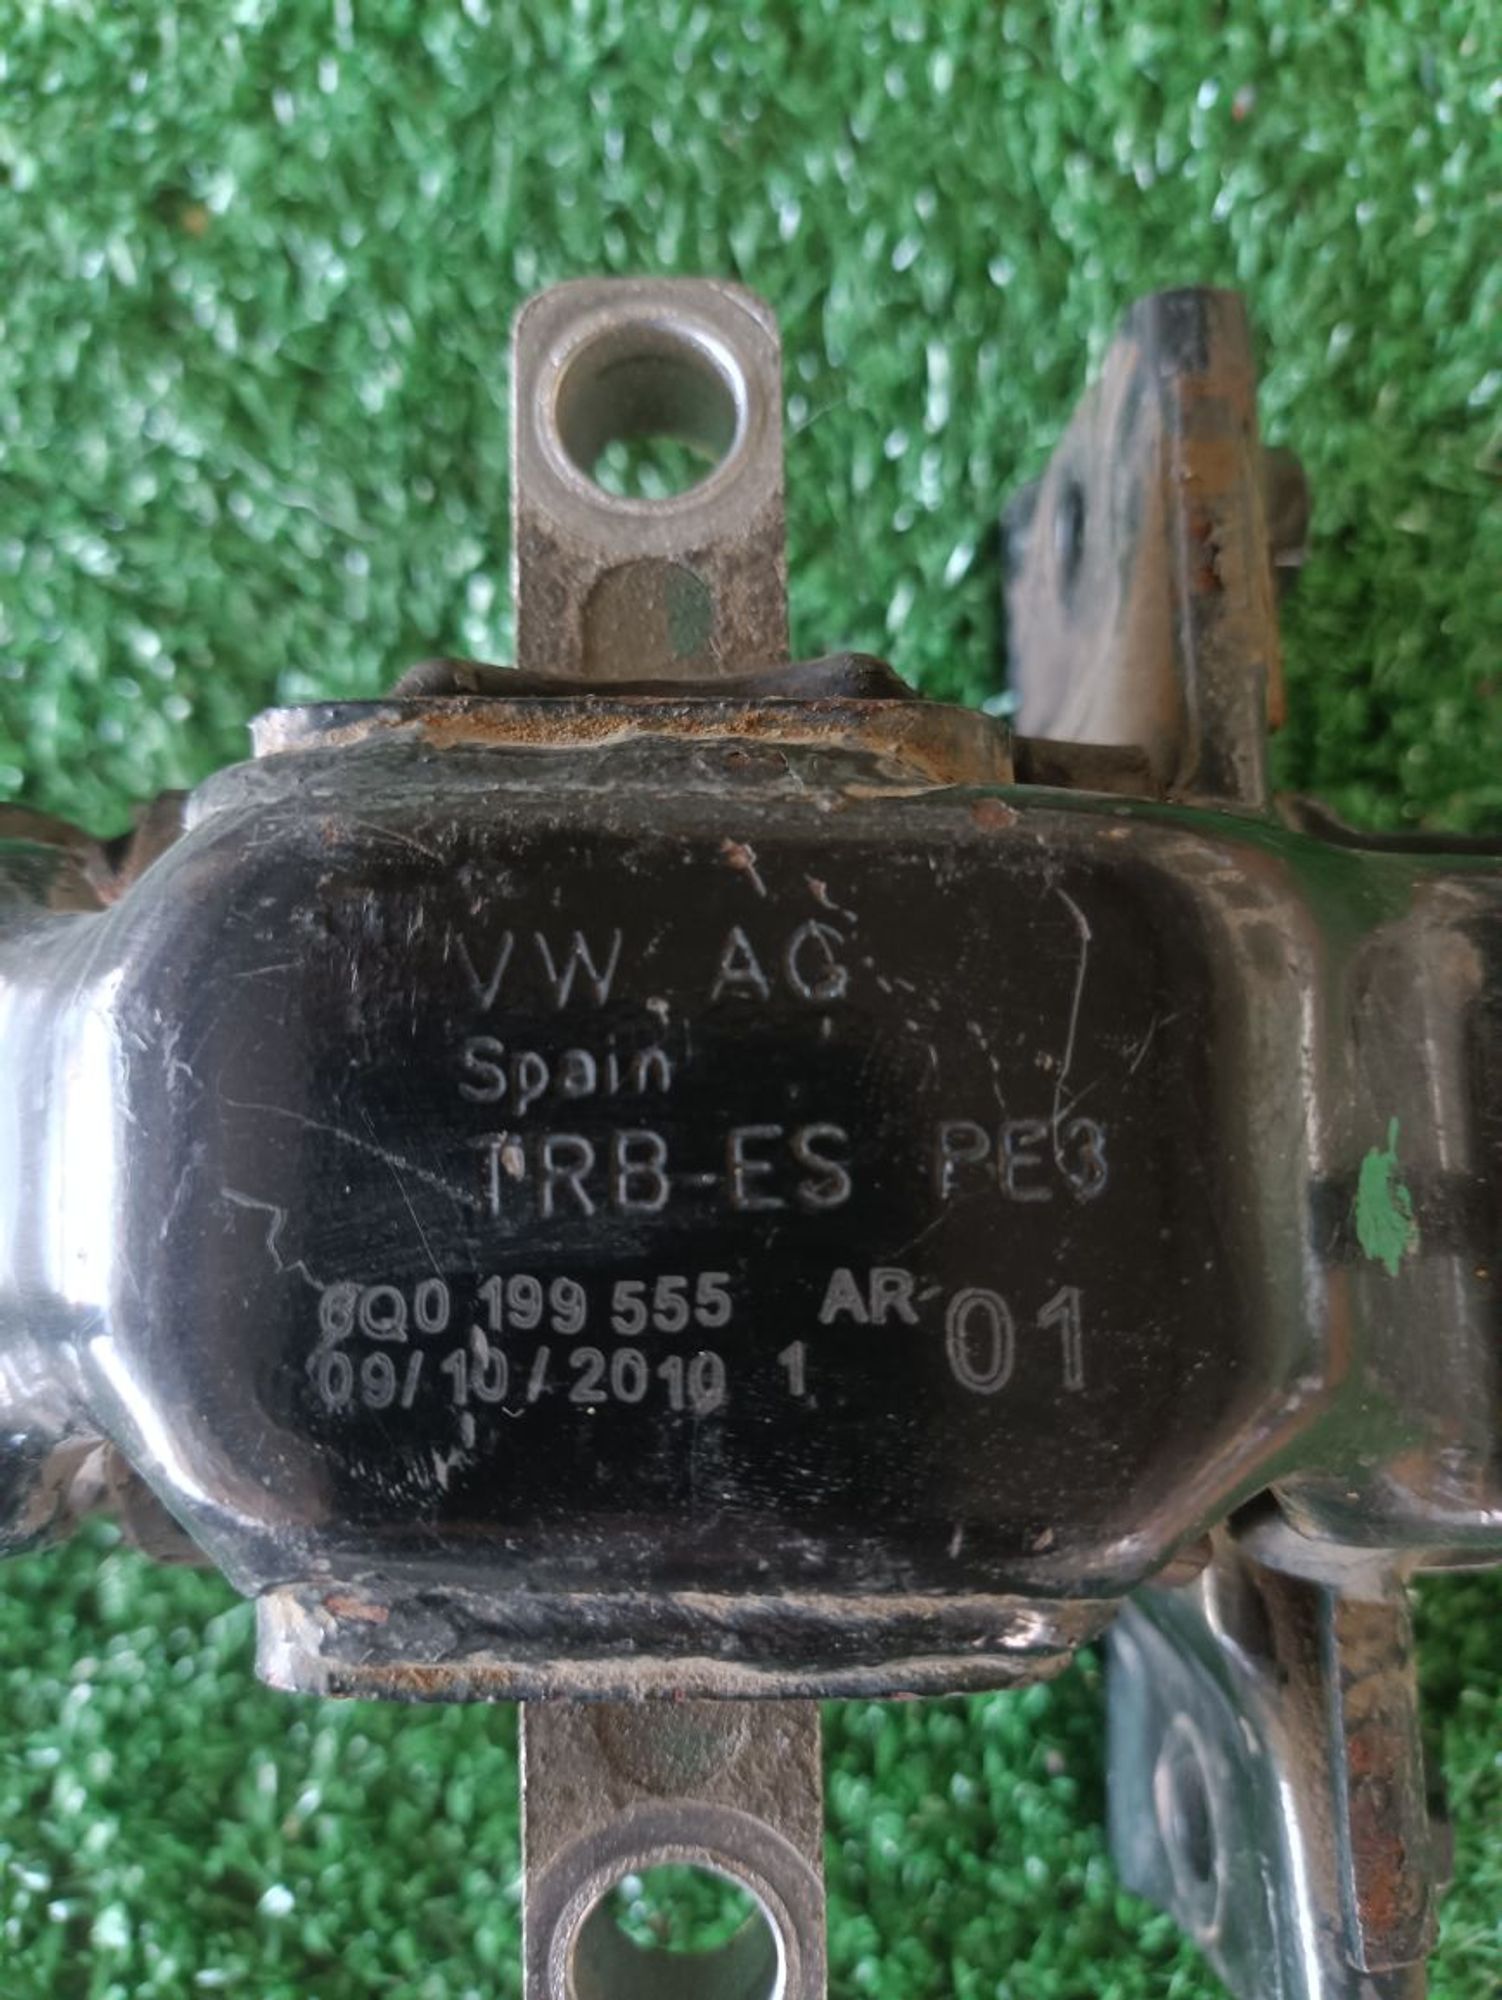 VW AG
Spain
TRB-ES PE3
6Q0 199 555 AR 01
09/10/2010 1